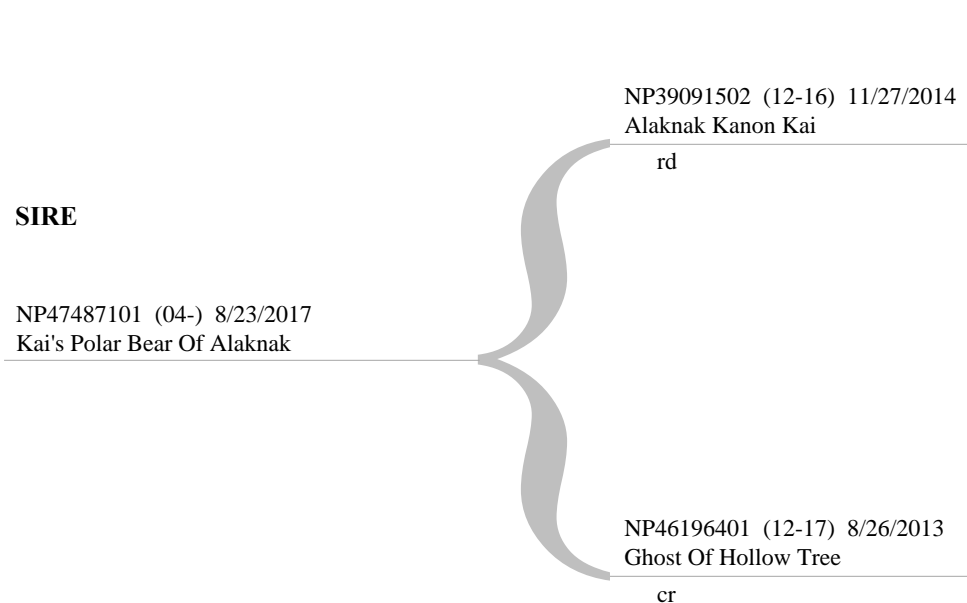 NP39091502 (12-16) 11/27/2014
Alaknak Kanon Kai
rd
SIRE
NP47487101 (04-) 8/23/2017
Kai's Polar Bear Of Alaknak
NP46196401 (12-17) 8/26/2013
Ghost Of Hollow Tree
cr